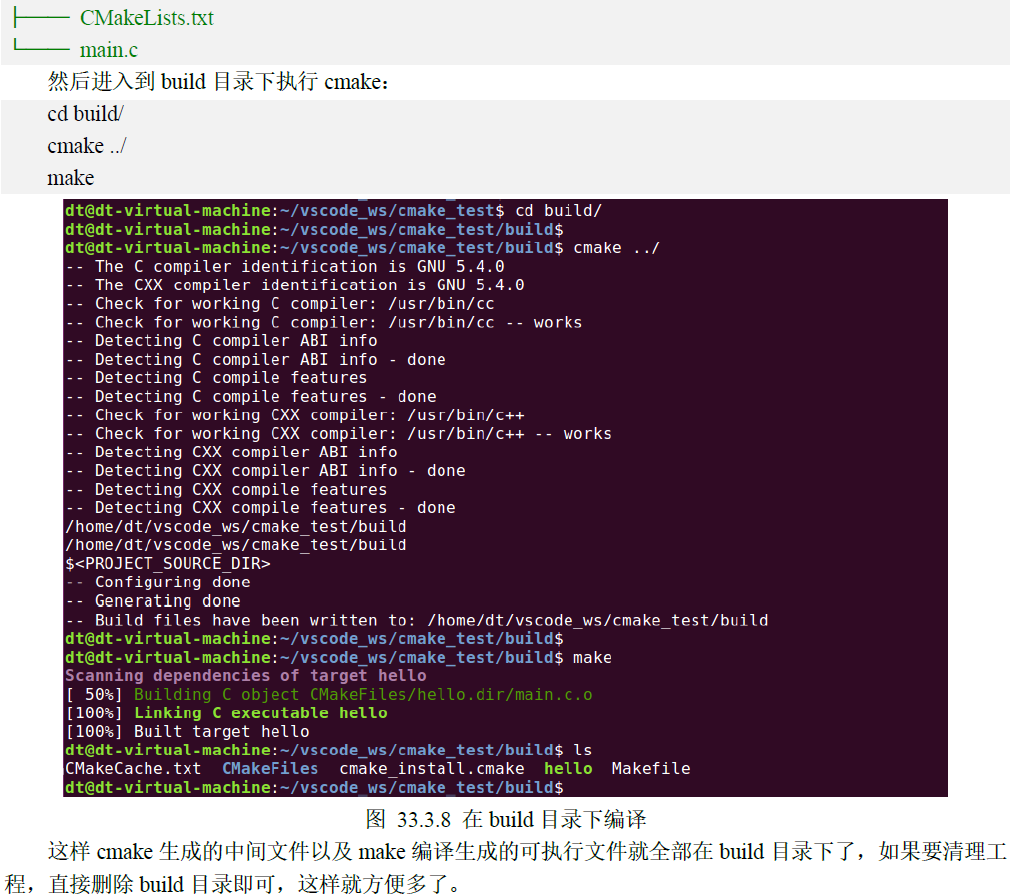 ├── CMakeLists.txt
└── main.c
然后进入到 build 目录下执行 cmake：
cd build/
cmake ../
make
dt@dt-virtual-machine:~/vscode_ws/cmake_test$ cd build/
dt@dt-virtual-machine:~/vscode_ws/cmake_test/build$
dt@dt-virtual-machine:~/vscode_ws/cmake_test/build$ cmake ../
-- The C compiler identification is GNU 5.4.0
-- The CXX compiler identification is GNU 5.4.0
-- Check for working C compiler: /usr/bin/cc
-- Check for working C compiler: /usr/bin/cc -- works
-- Detecting C compiler ABI info
-- Detecting C compiler ABI info - done
-- Detecting C compile features
-- Detecting C compile features - done
-- Check for working CXX compiler: /usr/bin/c++
-- Check for working CXX compiler: /usr/bin/c++ -- works
-- Detecting CXX compiler ABI info
-- Detecting CXX compiler ABI info - done
-- Detecting CXX compile features
-- Detecting CXX compile features - done
/home/dt/vscode_ws/cmake_test/build
/home/dt/vscode_ws/cmake_test/build
$<PROJECT_SOURCE_DIR>
-- Configuring done
-- Generating done
-- Build files have been written to: /home/dt/vscode_ws/cmake_test/build
dt@dt-virtual-machine:~/vscode_ws/cmake_test/build$
dt@dt-virtual-machine:~/vscode_ws/cmake_test/build$ make
Scanning dependencies of target hello
[ 50%] Building C object CMakeFiles/hello.dir/main.c.o
[100%] Linking C executable hello
[100%] Built target hello
dt@dt-virtual-machine:~/vscode_ws/cmake_test/build$ ls
CMakeCache.txt CMakeFiles cmake_install.cmake hello Makefile
dt@dt-virtual-machine:~/vscode_ws/cmake_test/build$
图 33.3.8 在 build 目录下编译
这样 cmake 生成的中间文件以及 make 编译生成的可执行文件就全部在 build 目录下了，如果要清理工
程，直接删除 build 目录即可，这样就方便多了。